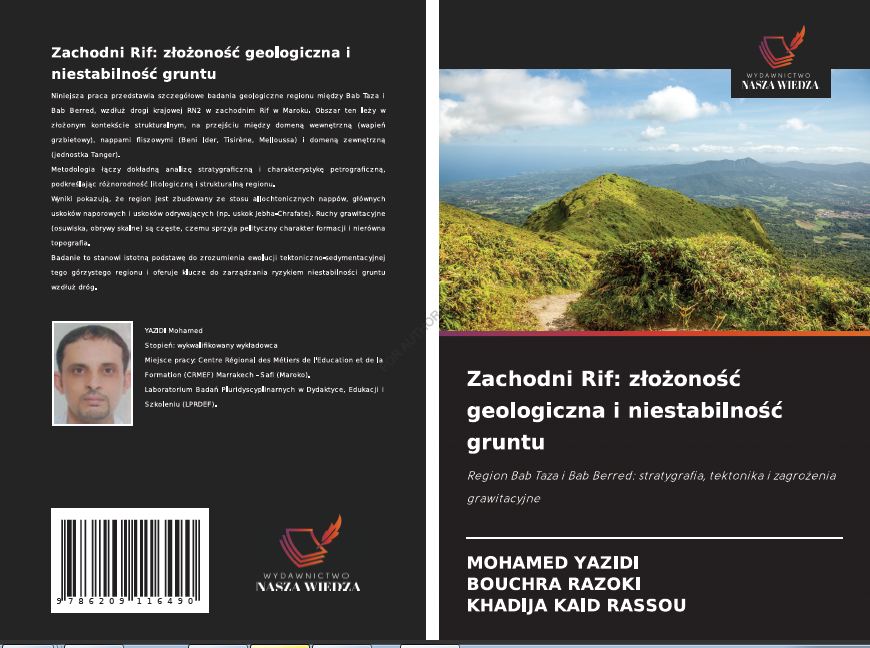 Zachodni Rif: złożoność geologiczna i
niestabilność gruntu
Niniejsza praca przedstawia szczegółowe badania geologiczne regionu między Bab Taza i
Bab Berred, wzdłuż drogi krajowej RN2 w zachodnim Rif w Maroku. Obszar ten leży w
złożonym kontekście strukturalnym, na przejściu między domeną wewnętrzną (wapień
grzbietowy), nappami fliszowymi (Beni Ider, Tisirène, Melloussa) i domeną zewnętrzną
(jednostka Tanger).
Metodologia łączy dokładną analizę stratygraficzną i charakterystykę petrograficzną,
podkreślając różnorodność litologiczną i strukturalną regionu.
Wyniki pokazują, że region jest zbudowany ze stosu allochtonicznych nappów, głównych
uskoków naporowych i uskoków odrywających (np. uskok Jebha-Chrafate). Ruchy grawitacyjne
(osuwiska, obrywy skalne) są częste, czemu sprzyja pelityczny charakter formacji i nierówna
topografia.
Badanie to stanowi istotną podstawę do zrozumienia ewolucji tektoniczno-sedymentacyjnej
tego górzystego regionu i oferuje klucze do zarządzania ryzykiem niestabilności gruntu
wzdłuż dróg.
YAZIDI Mohamed
Stopień: wykwalifikowany wykładowca
Miejsce pracy: Centre Régional des Métiers de l'Education et de la
Formation (CRMEF) Marrakech - Safi (Maroko).
Laboratorium Badań Pluridyscyplinarnych w Dydaktyce, Edukacji i
Szkoleniu (LPRDEF).
9 786209 116490
WYDAWNICTWO
NASZA WIEDZA
FOR AUTHOR
WYDAWNICTWO
NASZA WIEDZA
Zachodni Rif: złożoność
geologiczna i niestabilność
gruntu
Region Bab Taza i Bab Berred: stratygrafia, tektonika i zagrożenia
grawitacyjne
MOHAMED YAZIDI
BOUCHRA RAZOKI
KHADIJA KAID RASSOU